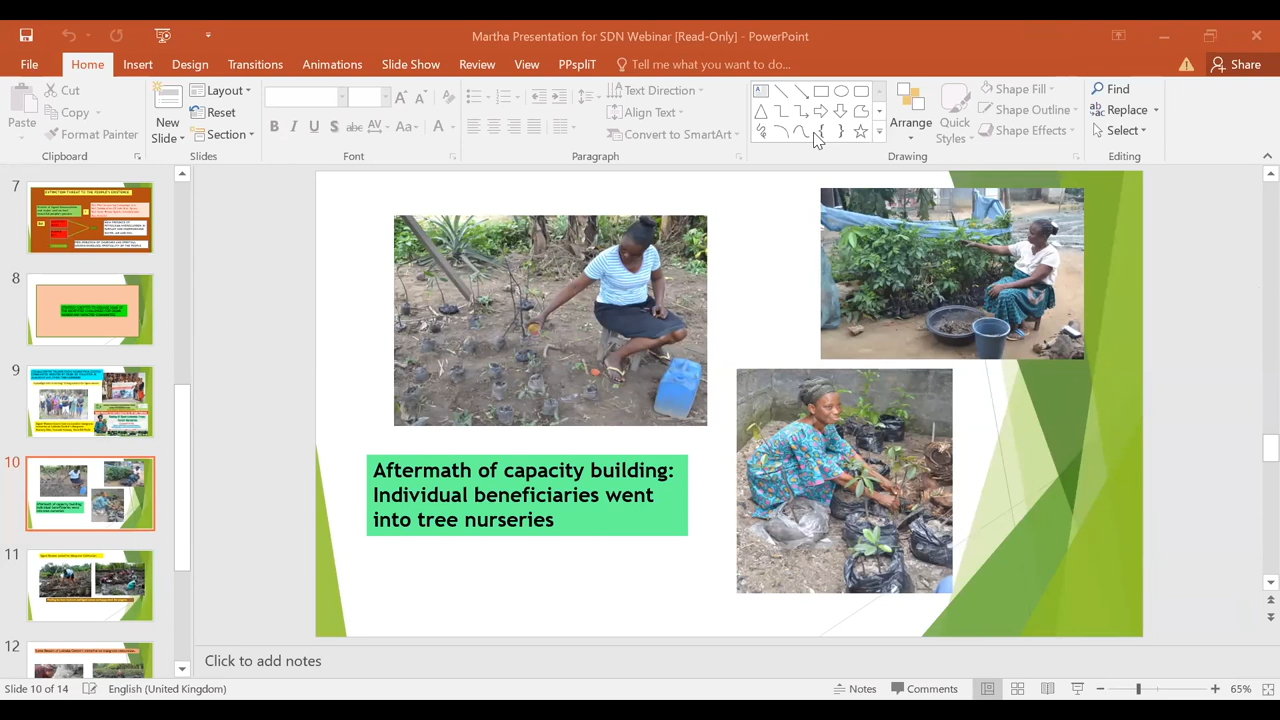 Martha Presentation for SDN Webinar [Read-Only] - PowerPoint
File Home Insert Design Transitions Animations Slide Show Review View PPspliT Tell me what you want to do... Share
Paste
Cut
Copy
Format Painter
Clipboard
New Slide
Layout
Reset
Section
Slides
Font
Text Direction
Align Text
Convert to SmartArt
Paragraph
Arrange
Quick Styles
Shape Fill
Shape Outline
Shape Effects
Drawing
Find
Replace
Select
Editing
7
8
9
10
11
12
Aftermath of capacity building:
Individual beneficiaries went
into tree nurseries
Click to add notes
Slide 10 of 14 English (United Kingdom) Notes Comments 65%